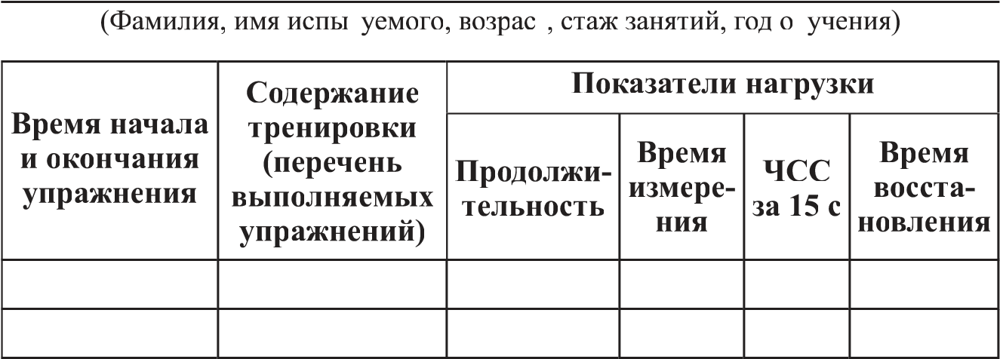 (Фамилия, имя испы уемого, возрас , стаж занятий, год о учения)
Время начала
и окончания
упражнения
Содержание
тренировки
(перечень
выполняемых
упражнений)
Показатели нагрузки
Продолжи-
тельность
Время
измере-
ния
ЧСС
за 15 с
Время
восста-
новления